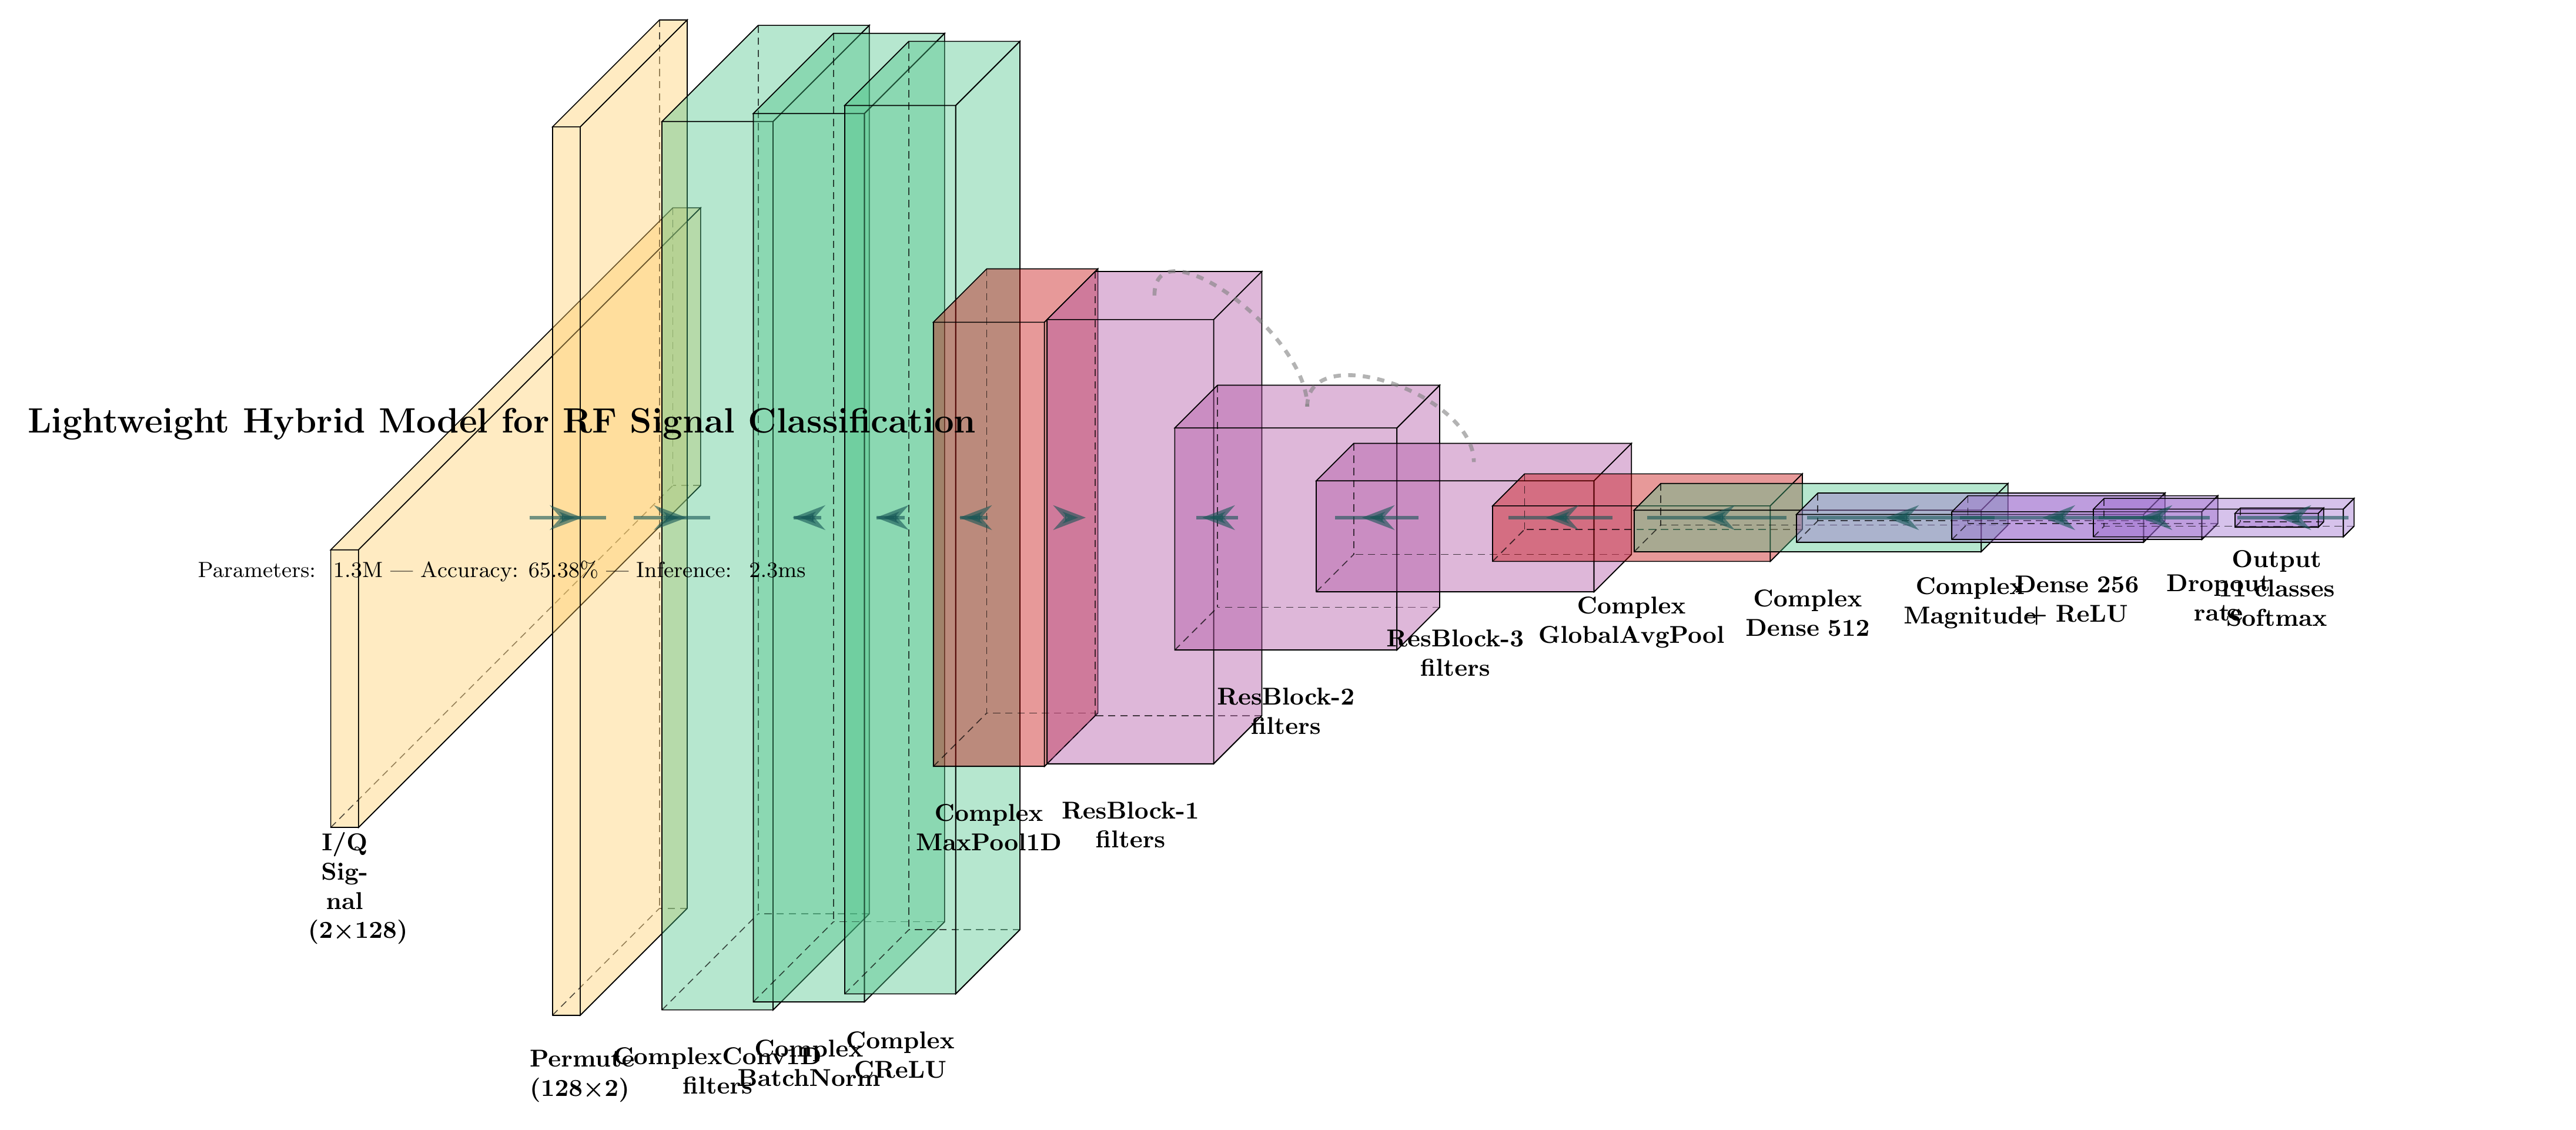 Lightweight Hybrid Model for RF Signal Classification
Parameters: 1.3M — Accuracy: 65.38% — Inference: 2.3ms
I/Q
Sig-
nal
(2×128)
Permute
(128×2)
ComplexConv1D
filters
Complex
BatchNorm
Complex
CReLU
Complex
MaxPool1D
ResBlock-1
filters
ResBlock-2
filters
ResBlock-3
filters
Complex
GlobalAvgPool
Complex
Dense 512
Complex
Magnitude
Dense 256
+ ReLU
Dropout
rate
Output
11 classes
Softmax